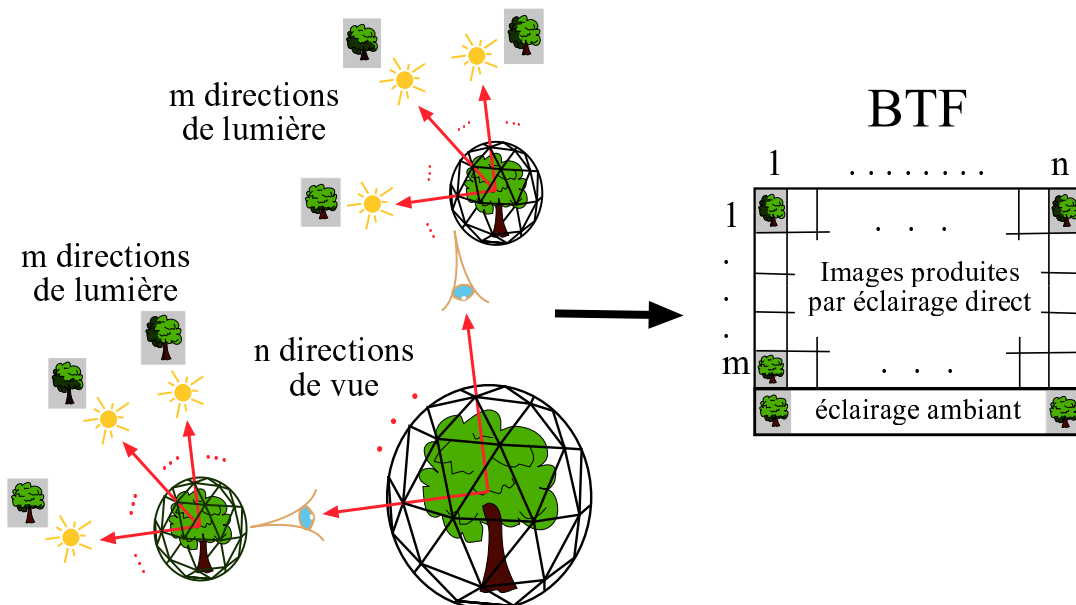 m directions
de lumière
m directions
de lumière
n directions
de vue
BTF
1 . . . . . . . . n
1
.
.
.
m
. . .
Images produites
par éclairage direct
. . .
éclairage ambiant